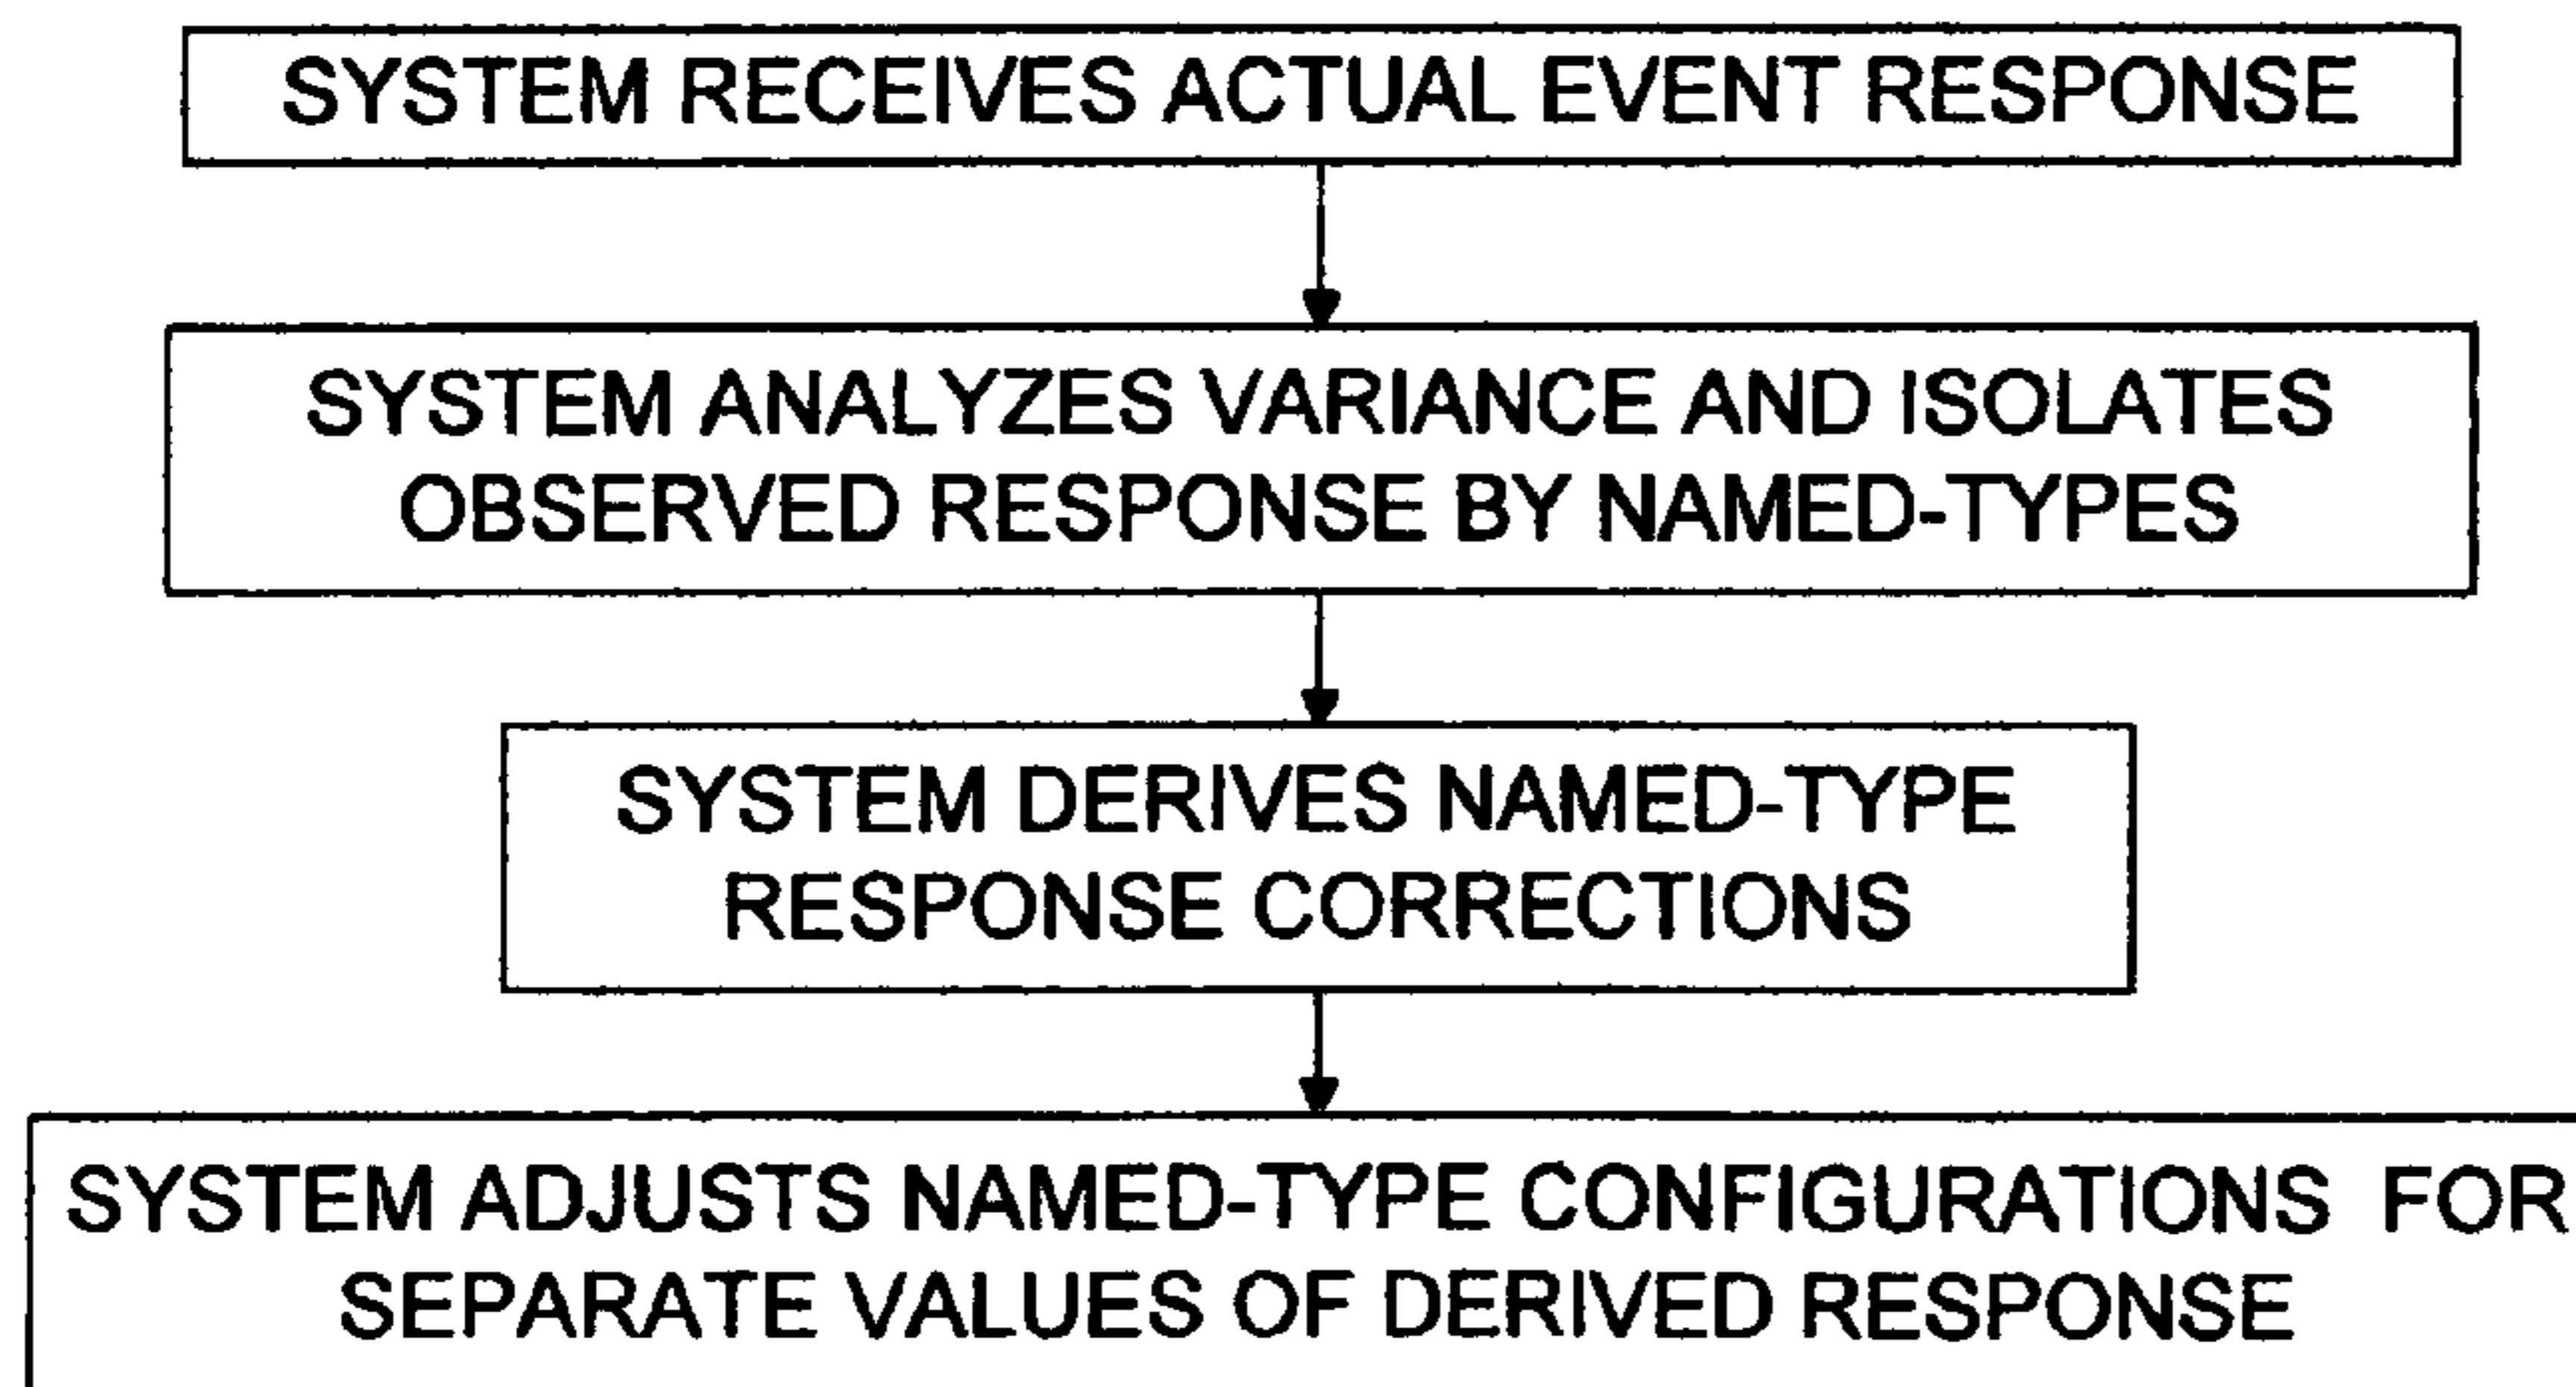 SYSTEM RECEIVES ACTUAL EVENT RESPONSE
SYSTEM ANALYZES VARIANCE AND ISOLATES
OBSERVED RESPONSE BY NAMED-TYPES
SYSTEM DERIVES NAMED-TYPE
RESPONSE CORRECTIONS
SYSTEM ADJUSTS NAMED-TYPE CONFIGURATIONS FOR
SEPARATE VALUES OF DERIVED RESPONSE